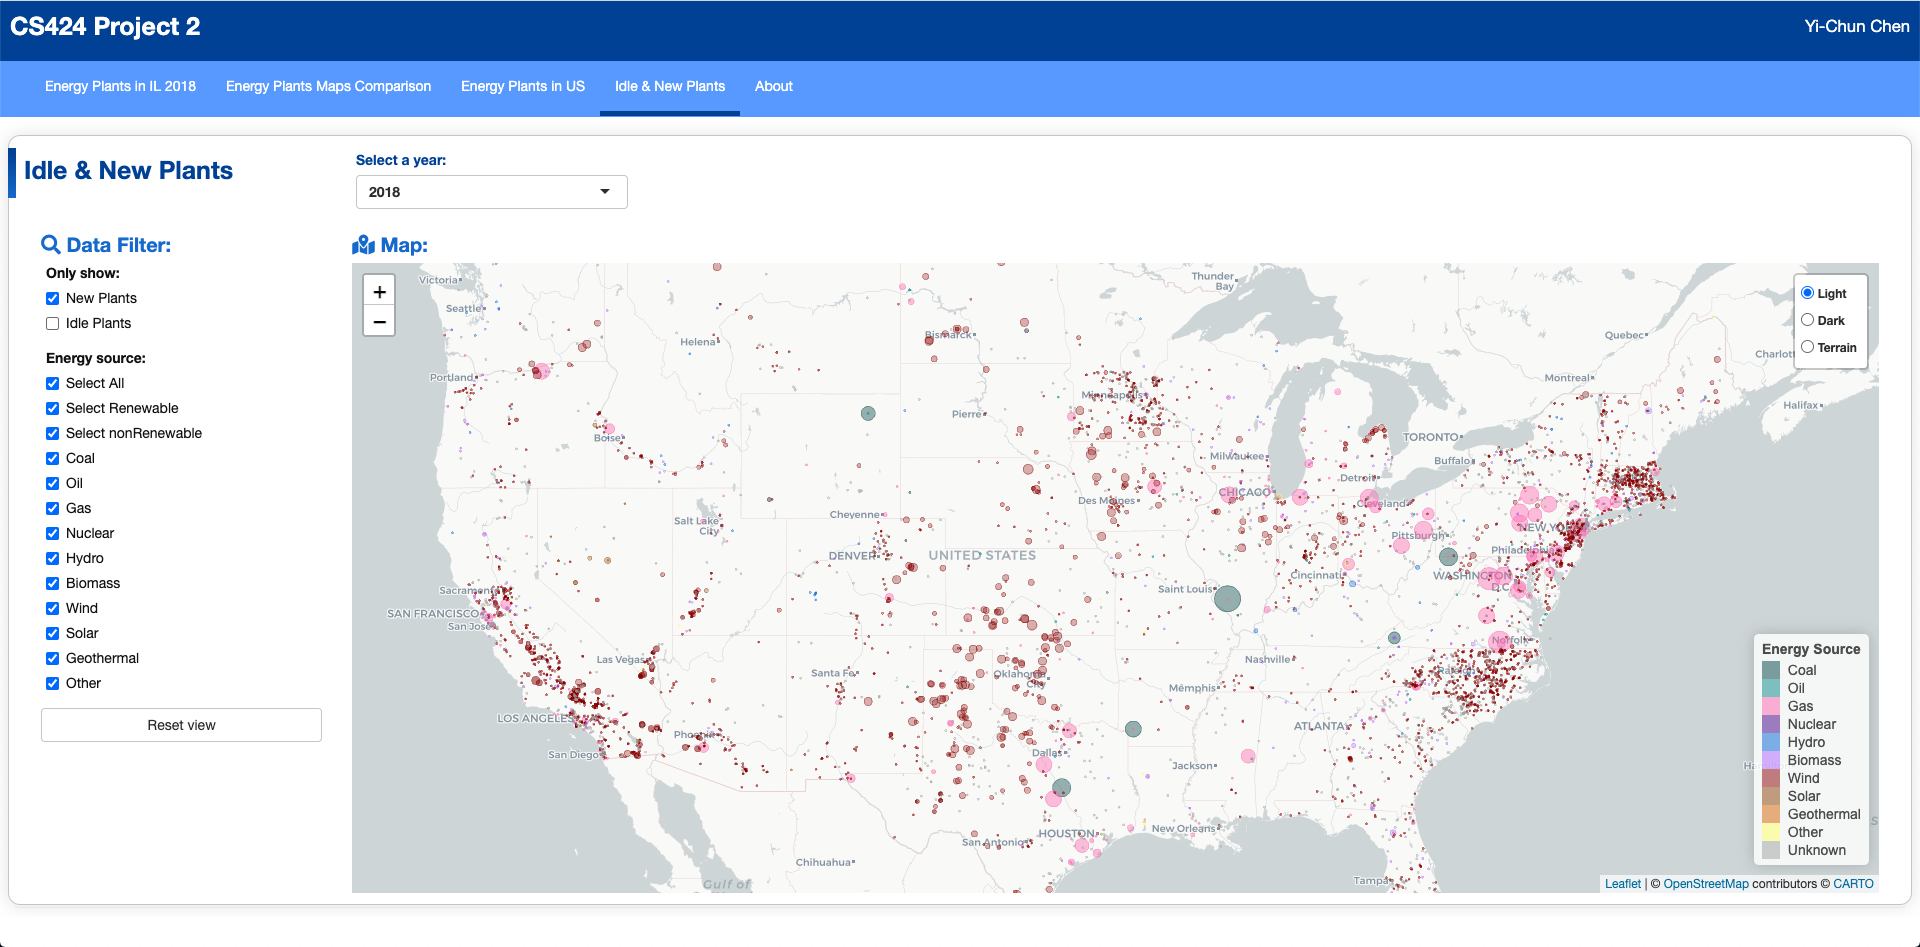 CS424 Project 2
Yi-Chun Chen
Energy Plants in IL 2018
Energy Plants Maps Comparison
Energy Plants in US
Idle & New Plants
About
Idle & New Plants
Select a year:
2018
Data Filter:
Only show:
New Plants
Idle Plants
Energy source:
Select All
Select Renewable
Select nonRenewable
Coal
Oil
Gas
Nuclear
Hydro
Biomass
Wind
Solar
Geothermal
Other
Reset view
Map:
+
−
Light
Dark
Terrain
Victoria
Seattle
Portland
Helena
Boise
Bismarck
Pierre
Minneapolis
Thunder
Bay
Quebec
Montreal
Halifax
TORONTO
Buffalo
Milwaukee
Detroit
CHICAGO
Cleveland
Des Moines
Cheyenne
Salt Lake
City
DENVER
UNITED STATES
Pittsburgh
NEW YO
Philadelphia
WASHINGTON
D.C.
Cincinnati
Saint Louis
Sacramento
SAN FRANCISCO
San Jose
Las Vegas
Santa Fe
Oklahoma
City
Nashville
Memphis
Norfolk
Raleigh
ATLANTA
LOS ANGELES
San Diego
Phoenix
Dallas
Jackson
HOUSTON
San Antonio
New Orleans
Chihuahua
Tampa
Gulf of
Energy Source
Coal
Oil
Gas
Nuclear
Hydro
Biomass
Wind
Solar
Geothermal
Other
Unknown
Leaflet | © OpenStreetMap contributors © CARTO